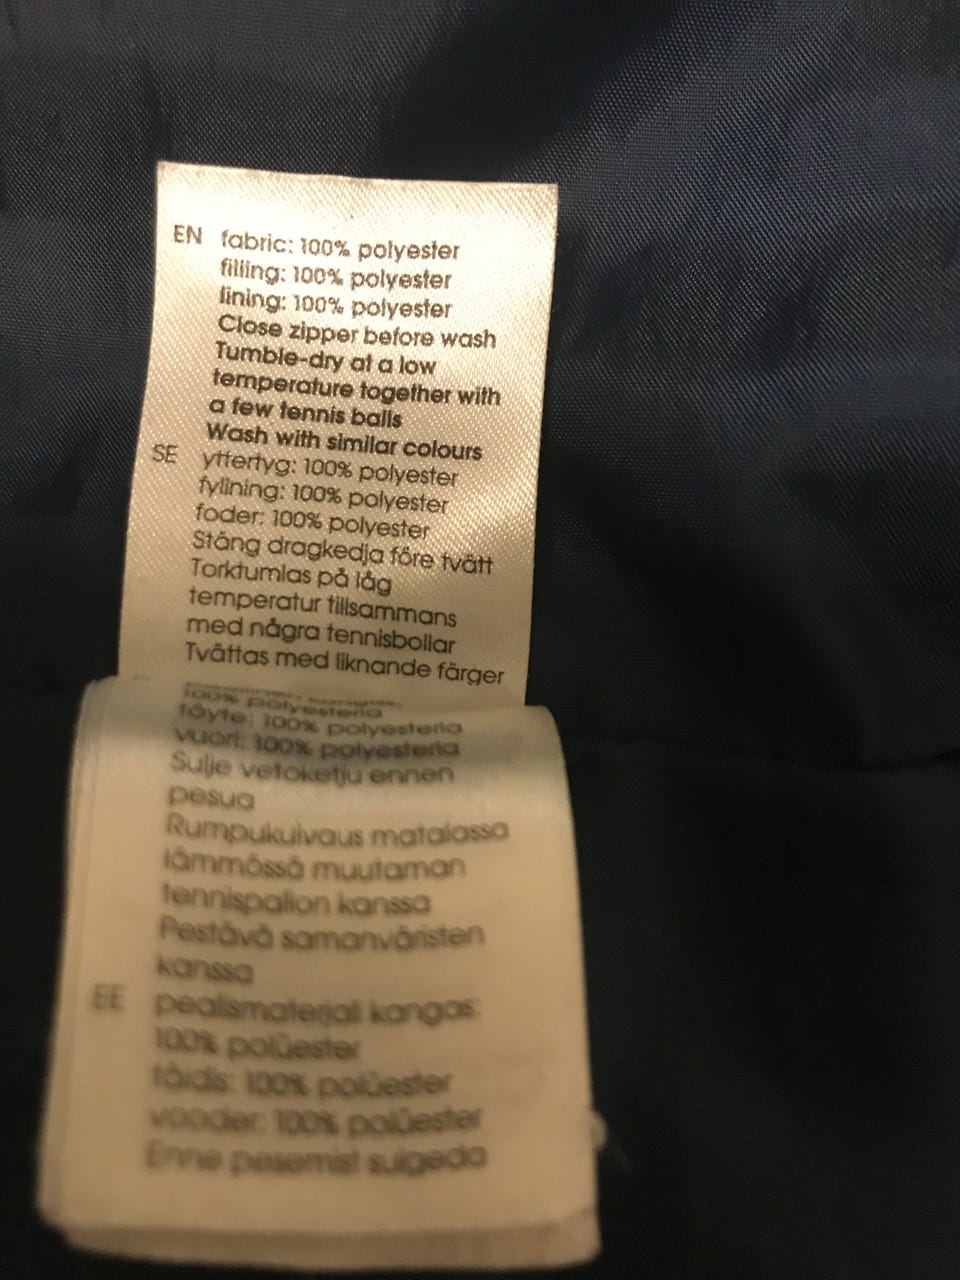 EN fabric: 100% polyester
filling: 100% polyester
lining: 100% polyester
Close zipper before wash
Tumble-dry at a low
temperature together with
a few tennis balls
Wash with similar colours
SE yttertyg: 100% polyester
fyllning: 100% polyester
foder: 100% polyester
Stäng dragkedja före tvätt
Torktumlas på låg
temperatur tillsammans
med några tennisbollar
Tvättas med liknande färger
100% polyesteria
täyte: 100% polyesteria
vuori: 100% polyesteria
Sulje vetoketju ennen
pesua
Rumpukuivaus matalassa
lämmössä muutaman
tennispallon kanssa
Pestävä samanväristen
kanssa
EE pealismaterjali kangas:
100% polüester
täidis: 100% polüester
vooder: 100% polüester
Enne pesemist sulgeda